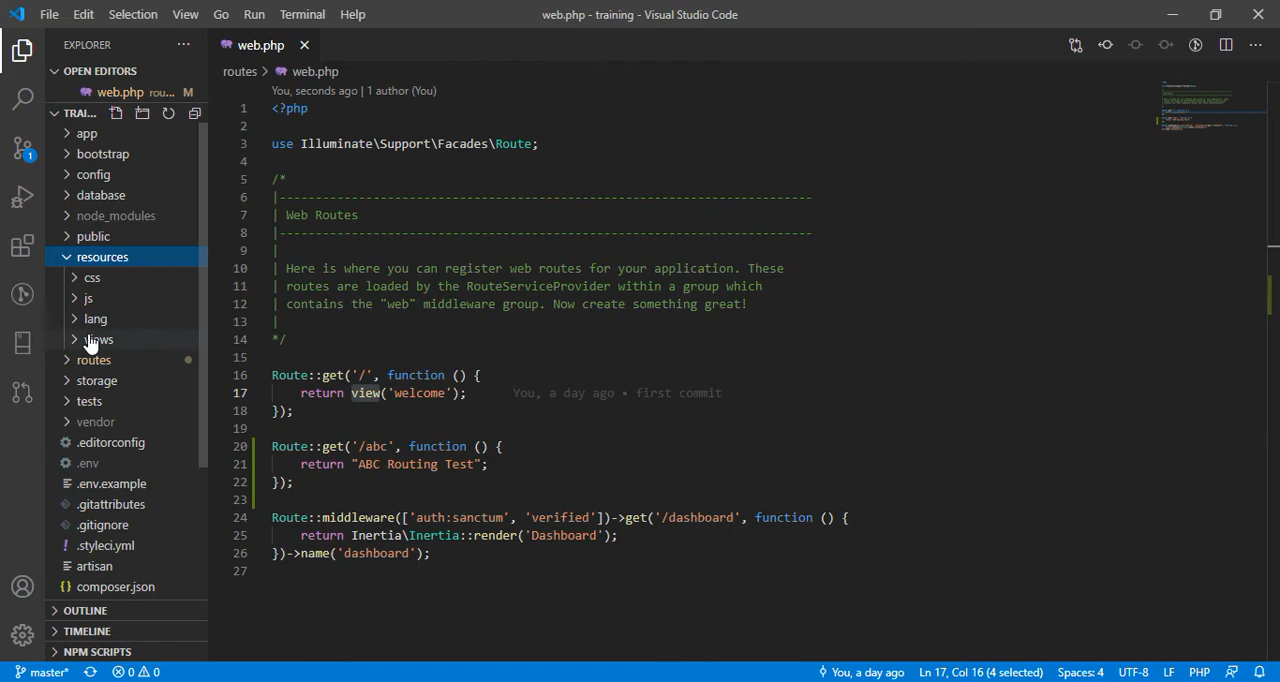 File Edit Selection View Go Run Terminal Help
web.php - training - Visual Studio Code
EXPLORER
web.php
OPEN EDITORS
routes > web.php
web.php rou... M
You, seconds ago | 1 author (You)
TRAI...
1 <?php
app
2
bootstrap
3 use Illuminate\Support\Facades\Route;
config
4
database
5 /*
node_modules
6 |--------------------------------------------------------------------------
public
7 | Web Routes
resources
8 |--------------------------------------------------------------------------
css
9 |
js
10 | Here is where you can register web routes for your application. These
lang
11 | routes are loaded by the RouteServiceProvider within a group which
views
12 | contains the "web" middleware group. Now create something great!
routes
13 |
storage
14 */
tests
15
vendor
16 Route::get('/', function () {
.editorconfig
17 return view('welcome'); You, a day ago • first commit
.env
18 });
.env.example
19
.gitattributes
20 Route::get('/abc', function () {
.gitignore
21 return "ABC Routing Test";
.styleci.yml
22 });
artisan
23
composer.json
24 Route::middleware(['auth:sanctum', 'verified'])->get('/dashboard', function () {
25 return Inertia\Inertia::render('Dashboard');
26 })->name('dashboard');
27
1
OUTLINE
TIMELINE
NPM SCRIPTS
master* 0 0 You, a day ago Ln 17, Col 16 (4 selected) Spaces: 4 UTF-8 LF PHP